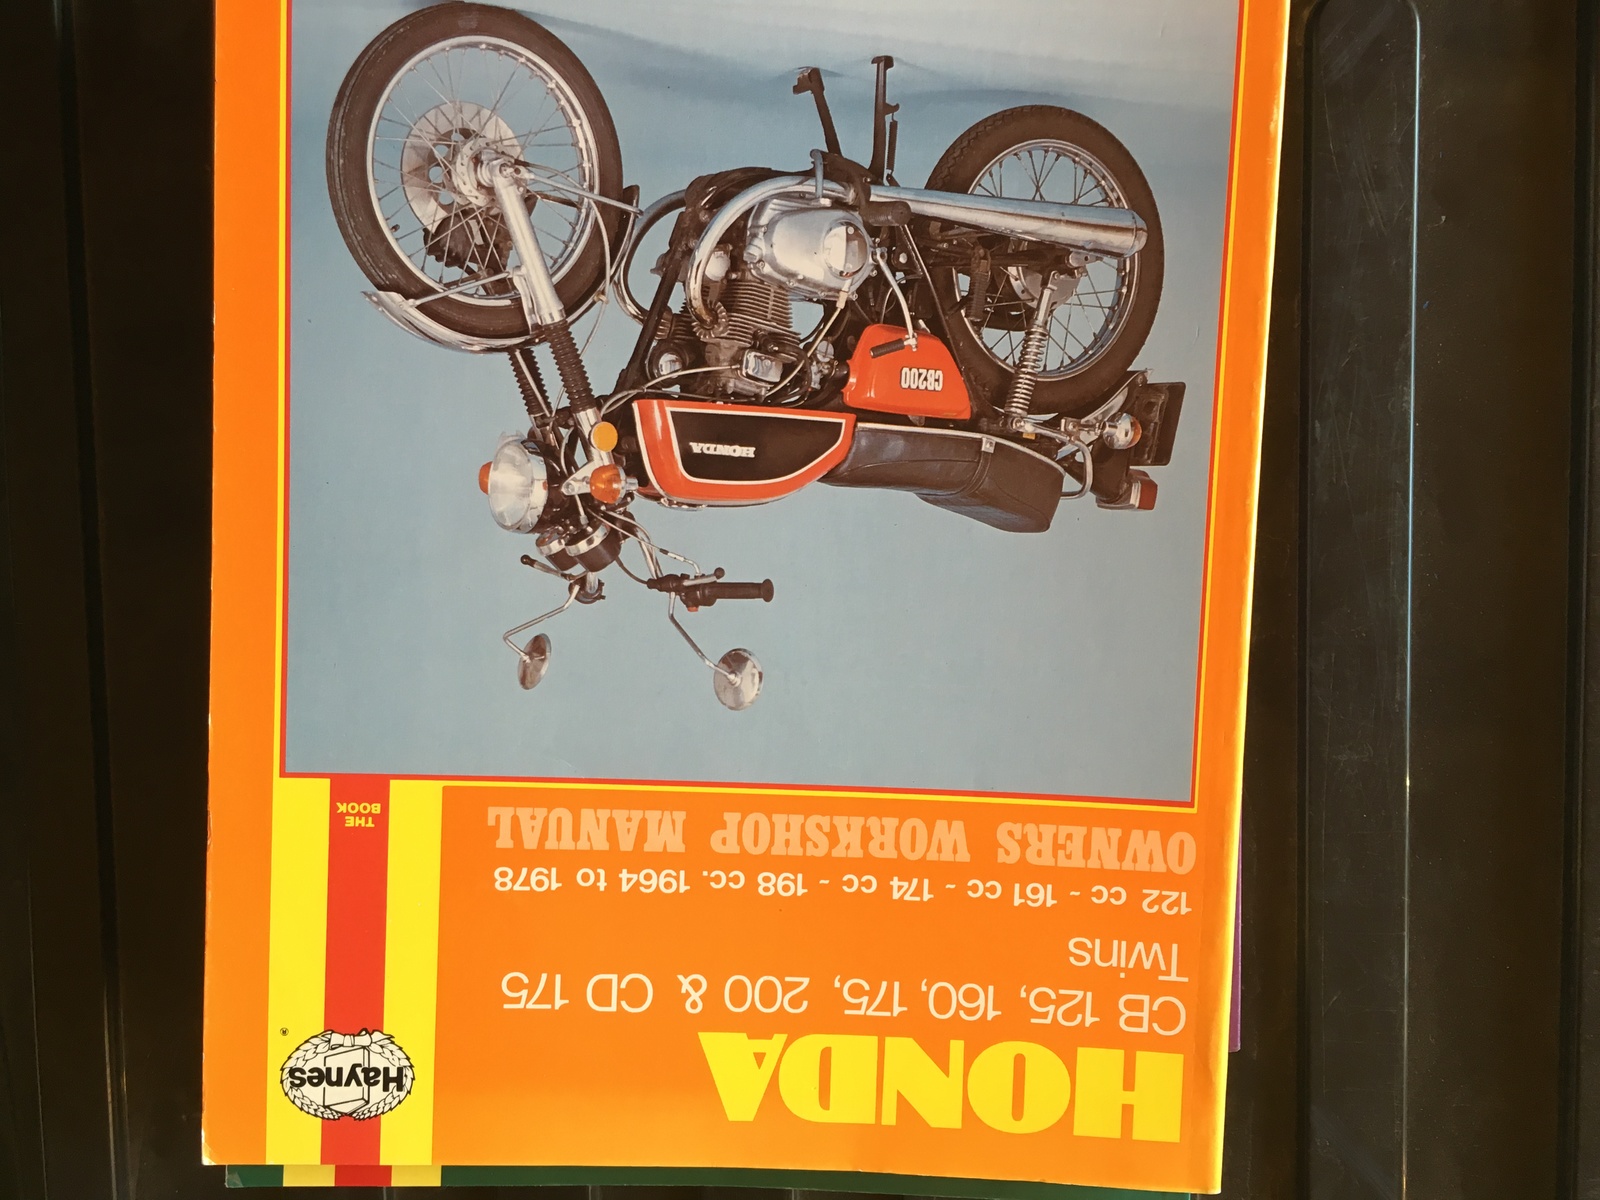 HONDA
Haynes
®
CB 125, 160, 175, 200 & CD 175
Twins
122 cc - 161 cc - 174 cc - 198 cc. 1964 to 1978
OWNERS WORKSHOP MANUAL
THE
BOOK
HONDA
CB200